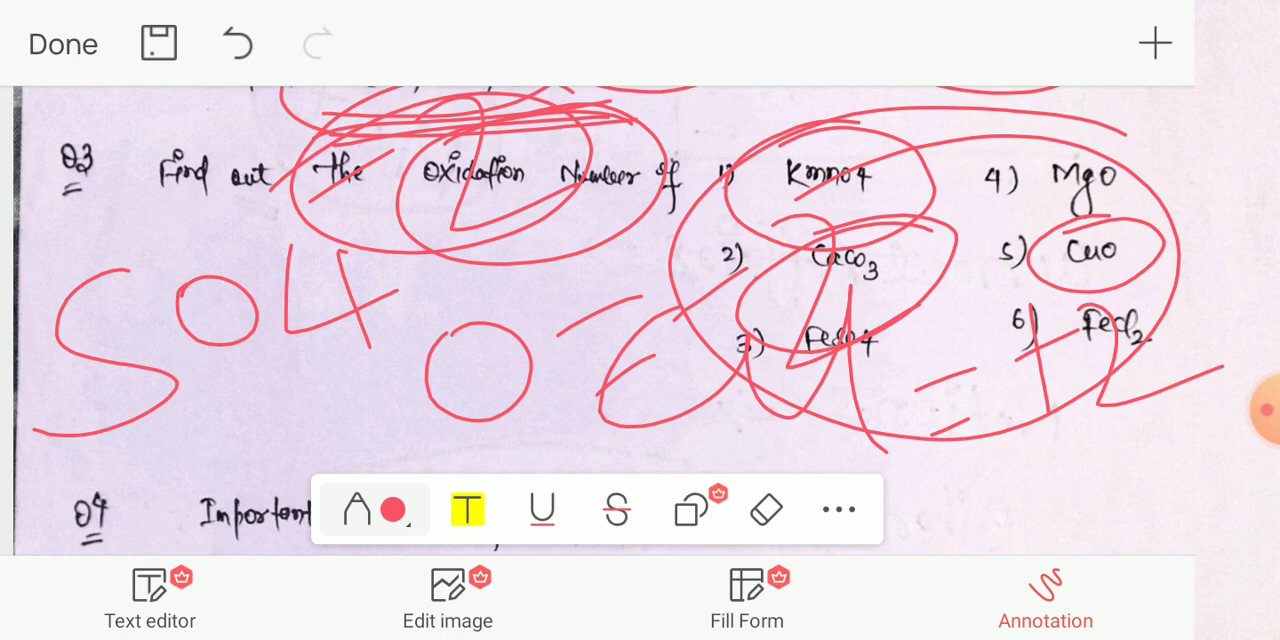 Done
Q3 Find out the Oxidation Number of 1) Kmno4 4) MgO
2) CaCO3 5) CuO
3) FeSO4 6) FeCl2
SO4 O =
= +2
Q4 Important
T U S
Text editor Edit image Fill Form Annotation